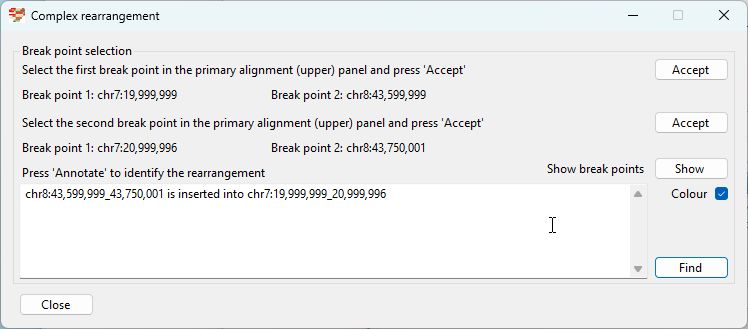 Complex rearrangement
Break point selection
Select the first break point in the primary alignment (upper) panel and press 'Accept'
Accept
Break point 1: chr7:19,999,999
Break point 2: chr8:43,599,999
Select the second break point in the primary alignment (upper) panel and press 'Accept'
Accept
Break point 1: chr7:20,999,996
Break point 2: chr8:43,750,001
Press 'Annotate' to identify the rearrangement
Show break points
Show
chr8:43,599,999_43,750,001 is inserted into chr7:19,999,999_20,999,996
Colour
Find
Close